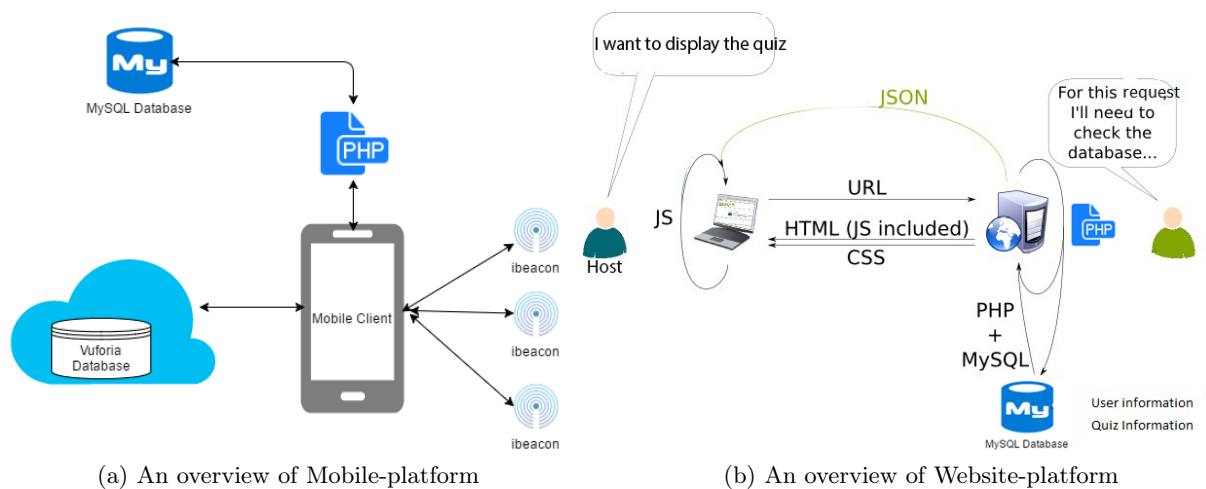 My
MySQL Database
PHP
Mobile Client
Vuforia
Database
ibeacon
ibeacon
ibeacon
(a) An overview of Mobile-platform
I want to display the quiz
Host
JSON
JS
URL
HTML (JS included)
CSS
PHP
For this request
I'll need to
check the
database...
PHP
+
MySQL
My
MySQL Database
User information
Quiz Information
(b) An overview of Website-platform